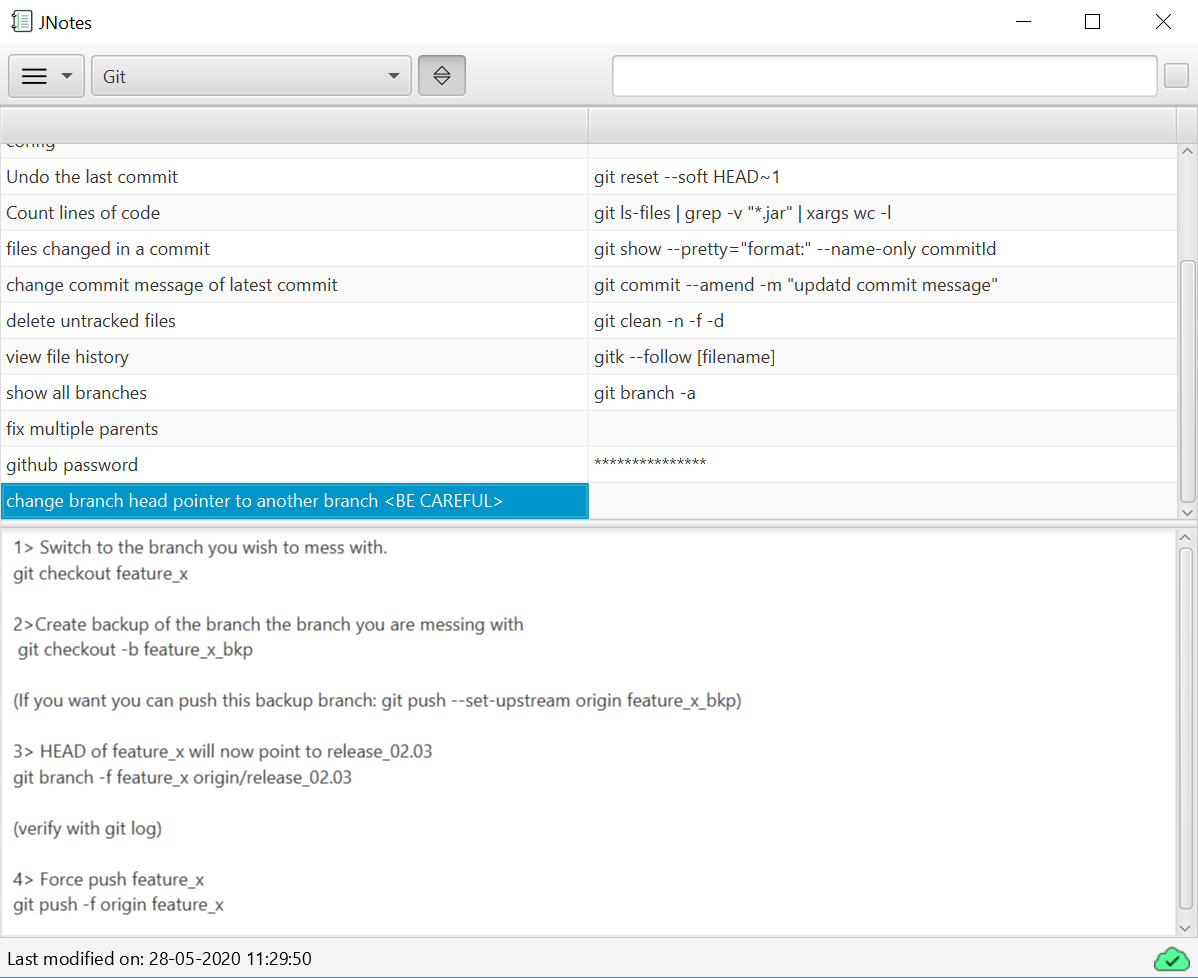 JNotes
Git
config
Undo the last commit git reset --soft HEAD~1
Count lines of code git ls-files | grep -v "*.jar" | xargs wc -l
files changed in a commit git show --pretty="format:" --name-only commitId
change commit message of latest commit git commit --amend -m "updatd commit message"
delete untracked files git clean -n -f -d
view file history gitk --follow [filename]
show all branches git branch -a
fix multiple parents
github password ***************
change branch head pointer to another branch <BE CAREFUL>
1> Switch to the branch you wish to mess with.
git checkout feature_x
2>Create backup of the branch the branch you are messing with
git checkout -b feature_x_bkp
(If you want you can push this backup branch: git push --set-upstream origin feature_x_bkp)
3> HEAD of feature_x will now point to release_02.03
git branch -f feature_x origin/release_02.03
(verify with git log)
4> Force push feature_x
git push -f origin feature_x
Last modified on: 28-05-2020 11:29:50